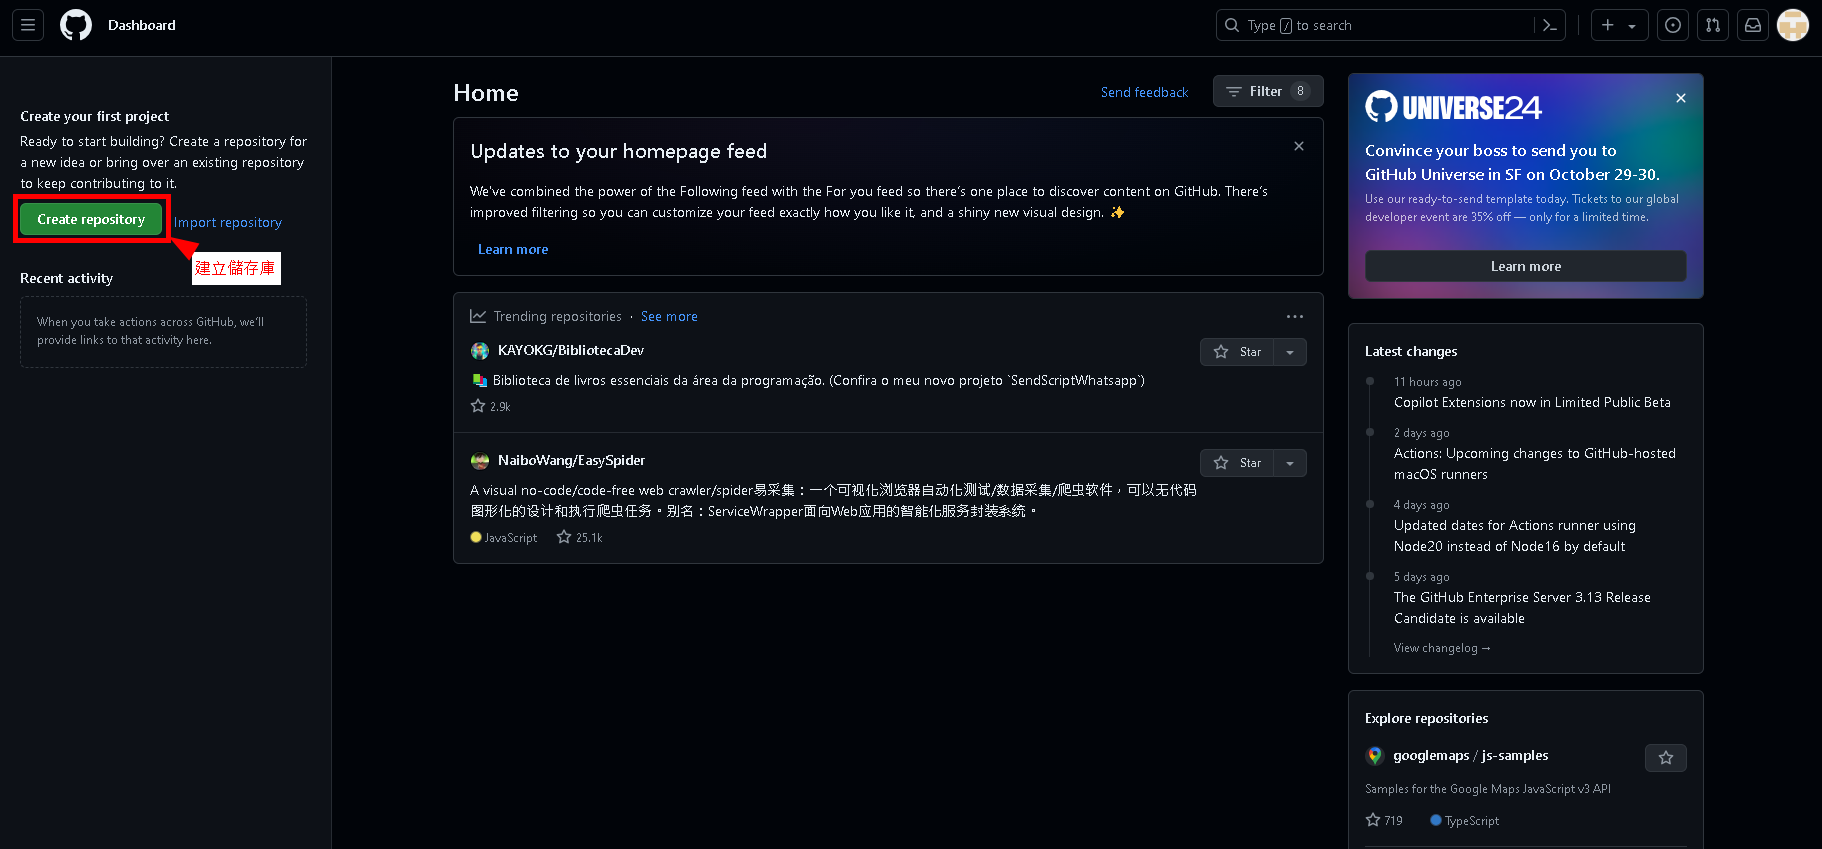 Dashboard
Type / to search
Create your first project
Ready to start building? Create a repository for
a new idea or bring over an existing repository
to keep contributing to it.
Create repository
Import repository
建立儲存庫
Recent activity
When you take actions across GitHub, we'll
provide links to that activity here.
Home
Send feedback
Filter 8
Updates to your homepage feed
We've combined the power of the Following feed with the For you feed so there's one place to discover content on GitHub. There's
improved filtering so you can customize your feed exactly how you like it, and a shiny new visual design. ✨
Learn more
Trending repositories · See more
KAYOKG/BibliotecaDev
Star
📚 Biblioteca de livros essenciais da área da programação. (Confira o meu novo projeto `SendScriptWhatsapp`)
2.9k
NaiboWang/EasySpider
Star
A visual no-code/code-free web crawler/spider易采集：一个可视化浏览器自动化测试/数据采集/爬虫软件，可以无代码
图形化的设计和执行爬虫任务。别名：ServiceWrapper面向Web应用的智能化服务封装系统。
JavaScript 25.1k
UNIVERSE24
Convince your boss to send you to
GitHub Universe in SF on October 29-30.
Use our ready-to-send template today. Tickets to our global
developer event are 35% off — only for a limited time.
Learn more
Latest changes
11 hours ago
Copilot Extensions now in Limited Public Beta
2 days ago
Actions: Upcoming changes to GitHub-hosted
macOS runners
4 days ago
Updated dates for Actions runner using
Node20 instead of Node16 by default
5 days ago
The GitHub Enterprise Server 3.13 Release
Candidate is available
View changelog →
Explore repositories
googlemaps / js-samples
Samples for the Google Maps JavaScript v3 API
719 TypeScript